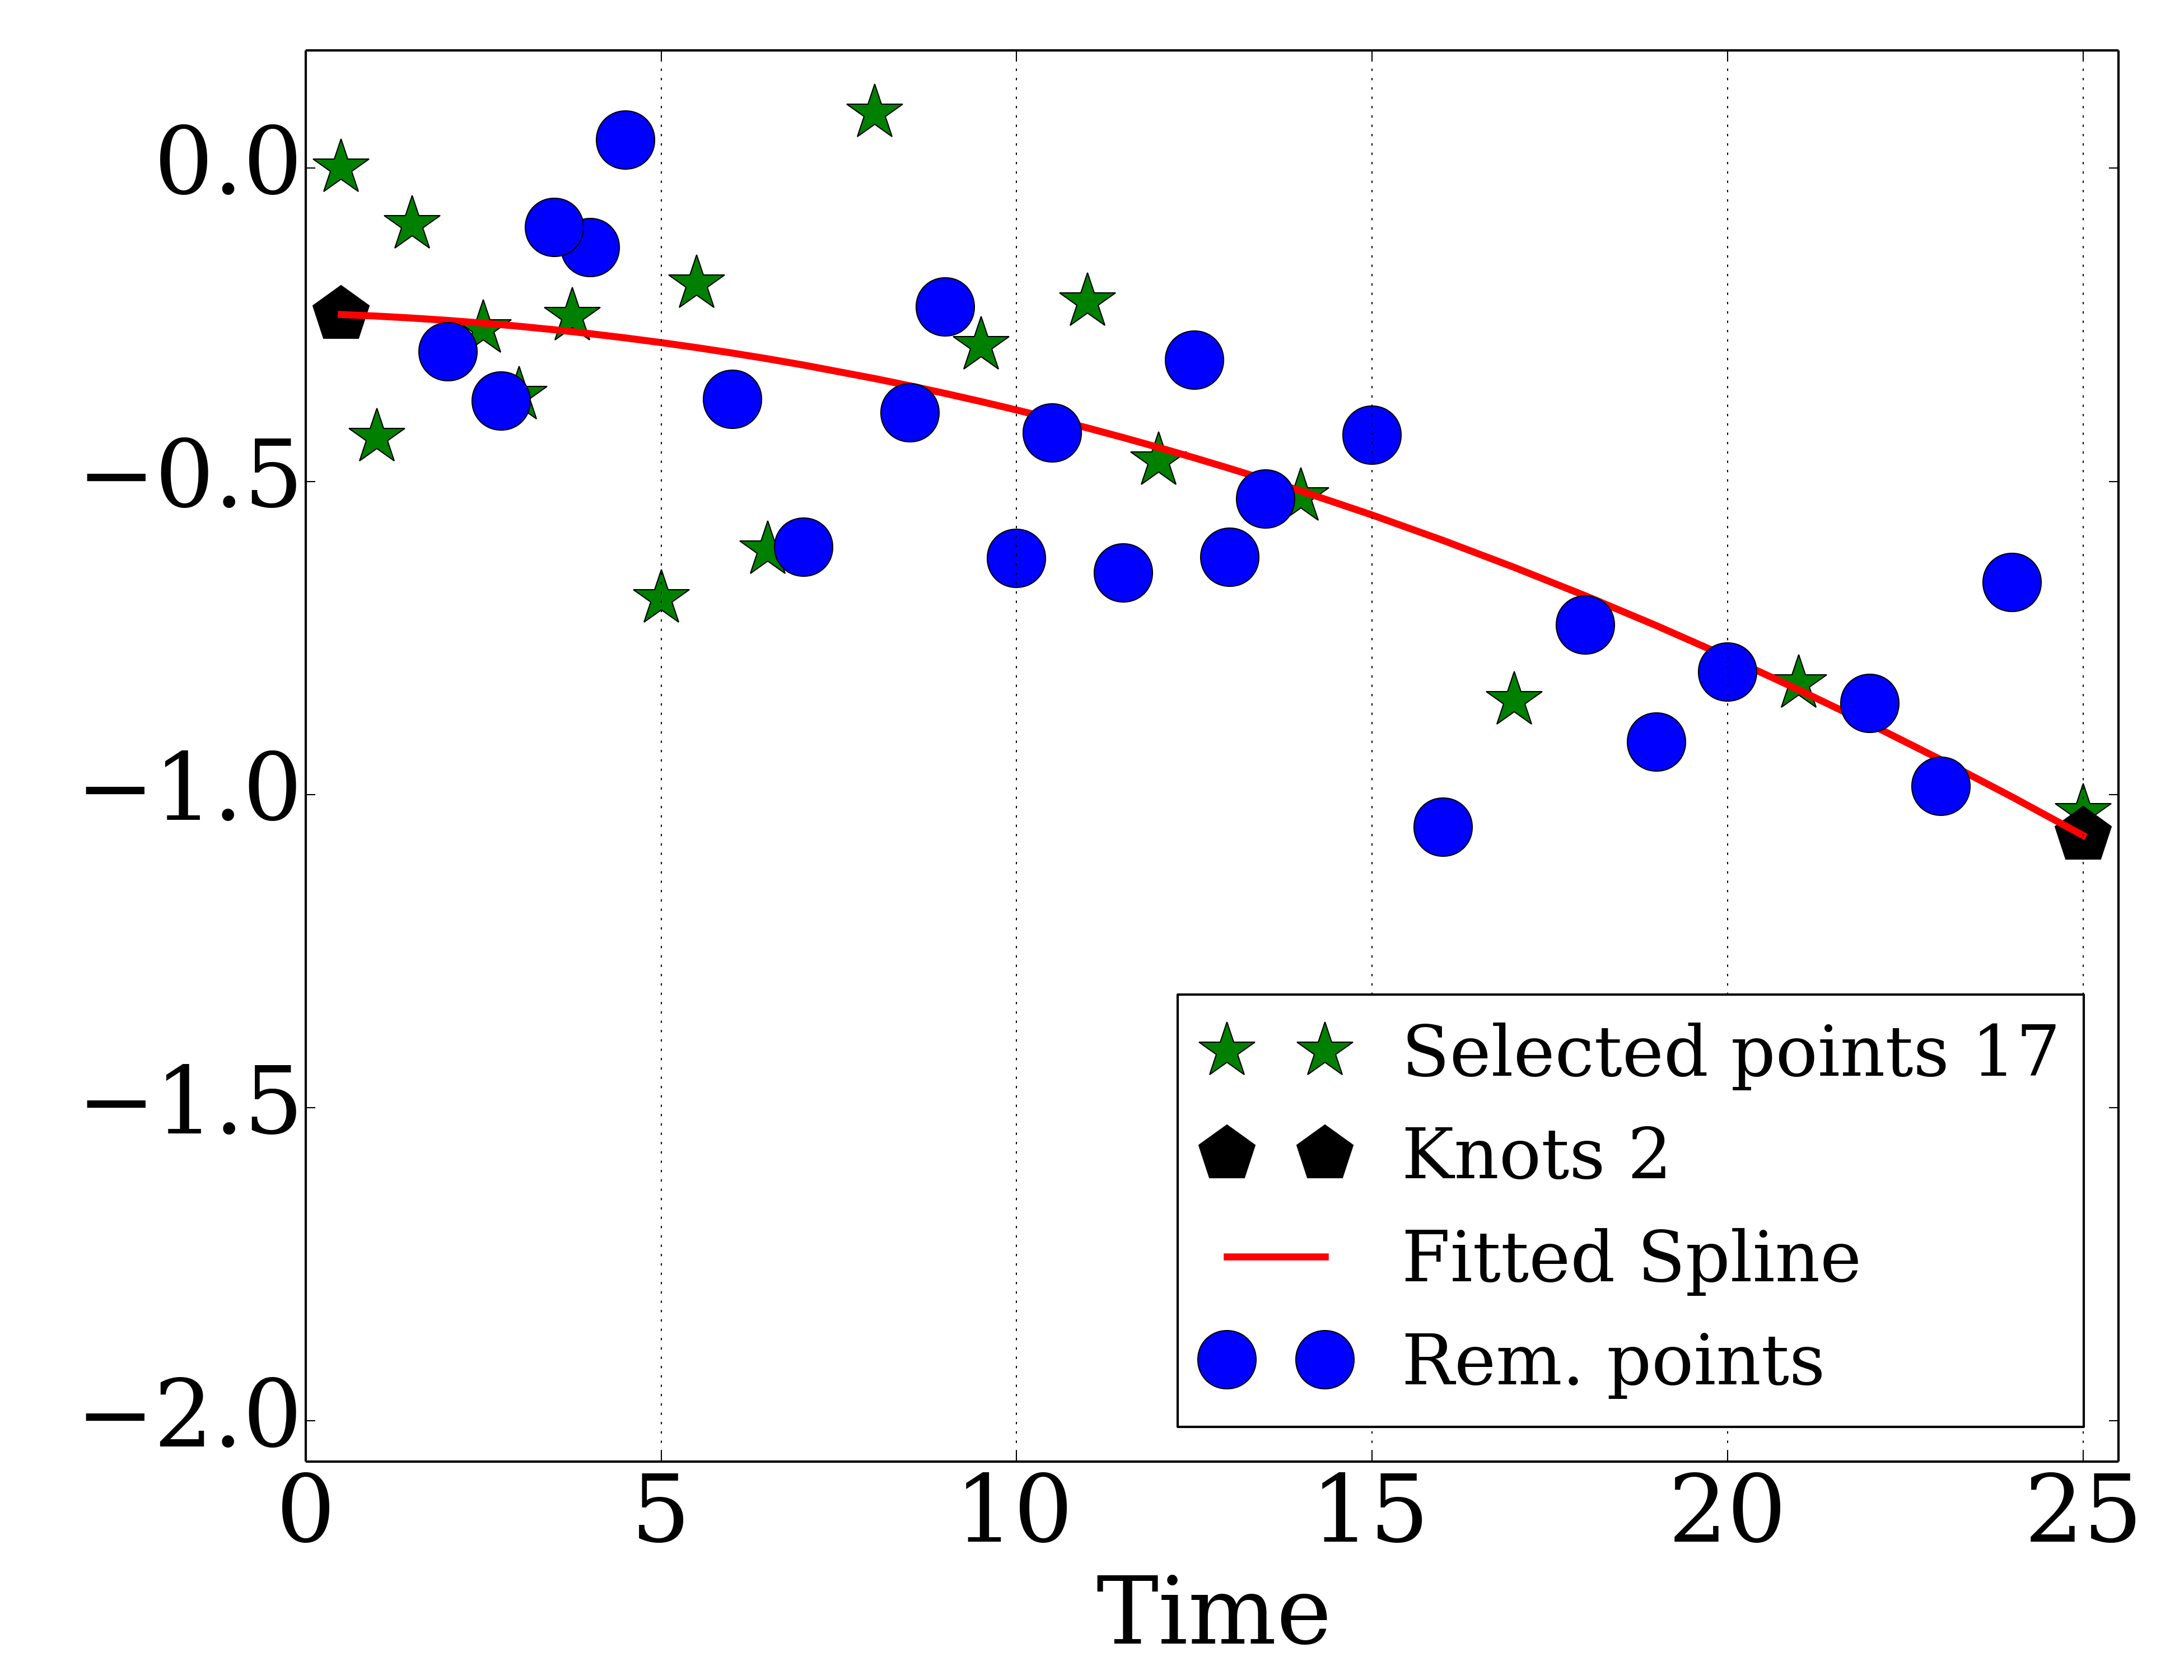 0.0
−0.5
−1.0
−1.5
−2.0
0 5 10 15 20 25
Time
Selected points 17
Knots 2
Fitted Spline
Rem. points